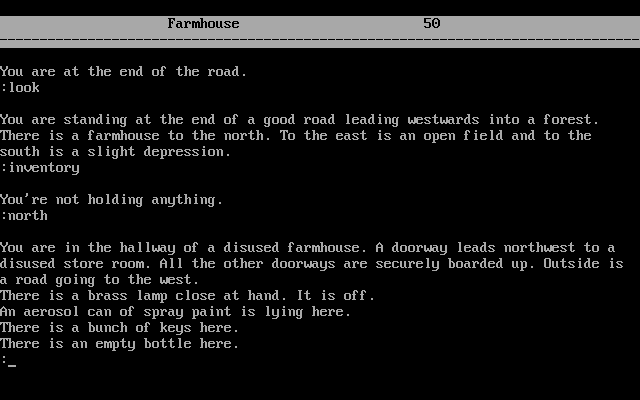 Farmhouse 50
You are at the end of the road.
:look
You are standing at the end of a good road leading westwards into a forest.
There is a farmhouse to the north. To the east is an open field and to the
south is a slight depression.
:inventory
You're not holding anything.
:north
You are in the hallway of a disused farmhouse. A doorway leads northwest to a
disused store room. All the other doorways are securely boarded up. Outside is
a road going to the west.
There is a brass lamp close at hand. It is off.
An aerosol can of spray paint is lying here.
There is a bunch of keys here.
There is an empty bottle here.
:_